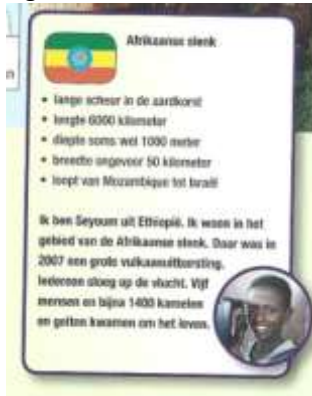 Afrikaanse slenk
• lange scheur in de aardkorst
• lengte 6000 kilometer
• diepte soms wel 1000 meter
• breedte ongeveer 50 kilometer
• loopt van Mozambique tot Israël
Ik ben Seyoum uit Ethiopië. Ik woon in het
gebied van de Afrikaanse slenk. Daar was in
2007 een grote vulkaanuitbarsting.
Iedereen sloeg op de vlucht. Vijf
mensen en bijna 1400 kamelen
en geiten kwamen om het leven.